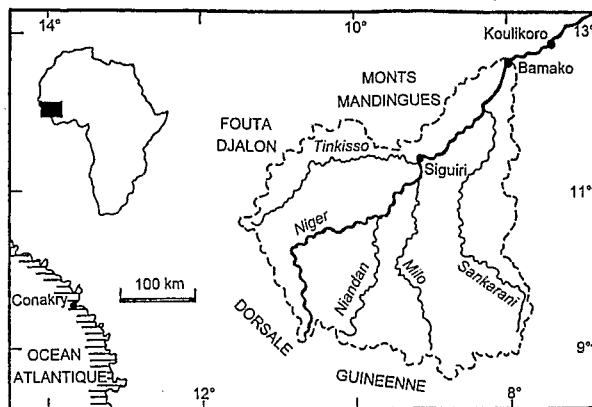 14°
10°
13°
Koulikoro
Bamako
MONTS
MANDINGUES
FOUTA
DJALON
Tinkisso
Siguiri
11°
Niger
100 km
Niandan
Milo
Sankarani
Conakry
DORSALE
OCEAN
ATLANTIQUE
GUINEENNE
9°
12°
8°